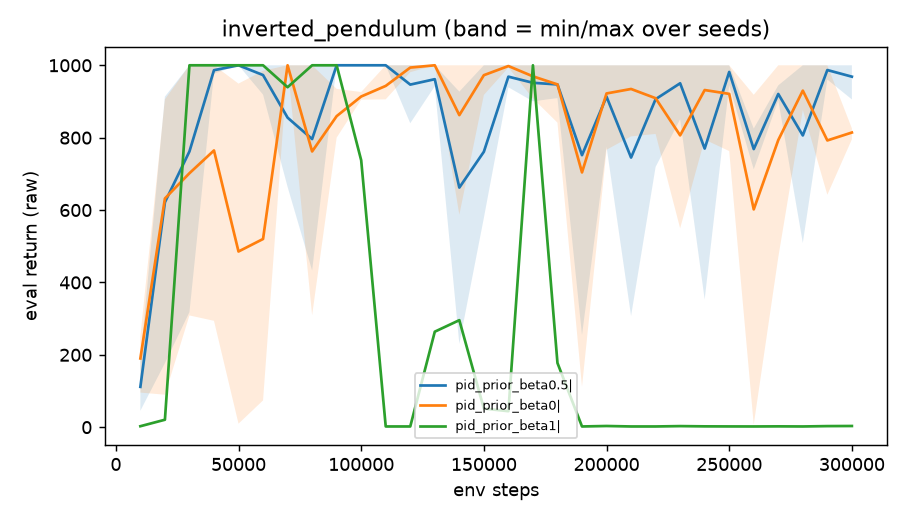 inverted_pendulum (band = min/max over seeds)
eval return (raw)
1000
800
600
400
200
0
pid_prior_beta0.5|
pid_prior_beta0|
pid_prior_beta1|
0 50000 100000 150000 200000 250000 300000
env steps